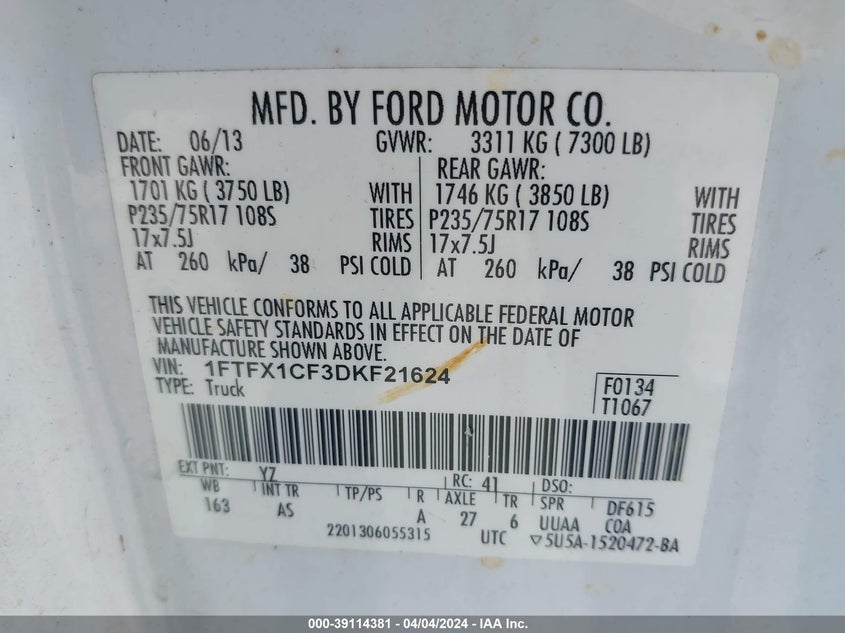 MFD. BY FORD MOTOR CO.
DATE: 06/13 GVWR: 3311 KG ( 7300 LB)
FRONT GAWR: REAR GAWR:
1701 KG ( 3750 LB) WITH 1746 KG ( 3850 LB) WITH
P235/75R17 108S TIRES P235/75R17 108S TIRES
17x7.5J RIMS 17x7.5J RIMS
AT 260 kPa/ 38 PSI COLD AT 260 kPa/ 38 PSI COLD
THIS VEHICLE CONFORMS TO ALL APPLICABLE FEDERAL MOTOR
VEHICLE SAFETY STANDARDS IN EFFECT ON THE DATE OF
MANUFACTURE SHOWN ABOVE.
VIN: 1FTFX1CF3DKF21624
TYPE: Truck
F0134
T1067
EXT PNT: YZ RC: 41 DSO:
WB INT TR TP/PS R AXLE TR SPR DF615
163 AS A 27 6 UUAA COA
2201306055315 UTC ▽5U5A-1520472-BA
000-39114381 - 04/04/2024 - IAA Inc.